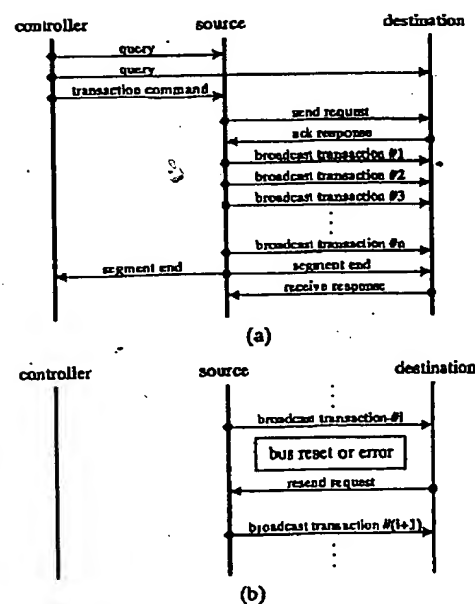 controller source destination
query
query
transaction command
send request
ack response
broadcast transaction #1
broadcast transaction #2
broadcast transaction #3
broadcast transaction #n
segment end segment end
receive response
(a)
controller source destination
broadcast transaction #i
bus reset or error
resend request
broadcast transaction #(i+1)
(b)